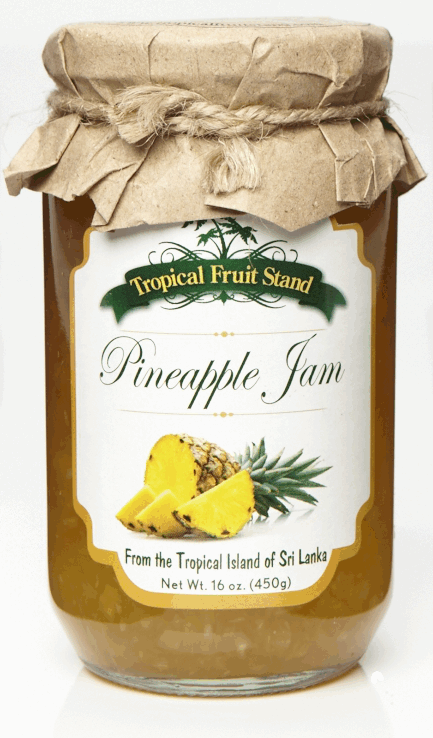 Tropical Fruit Stand
Pineapple Jam
From the Tropical Island of Sri Lanka
Net Wt. 16 oz. (450g)